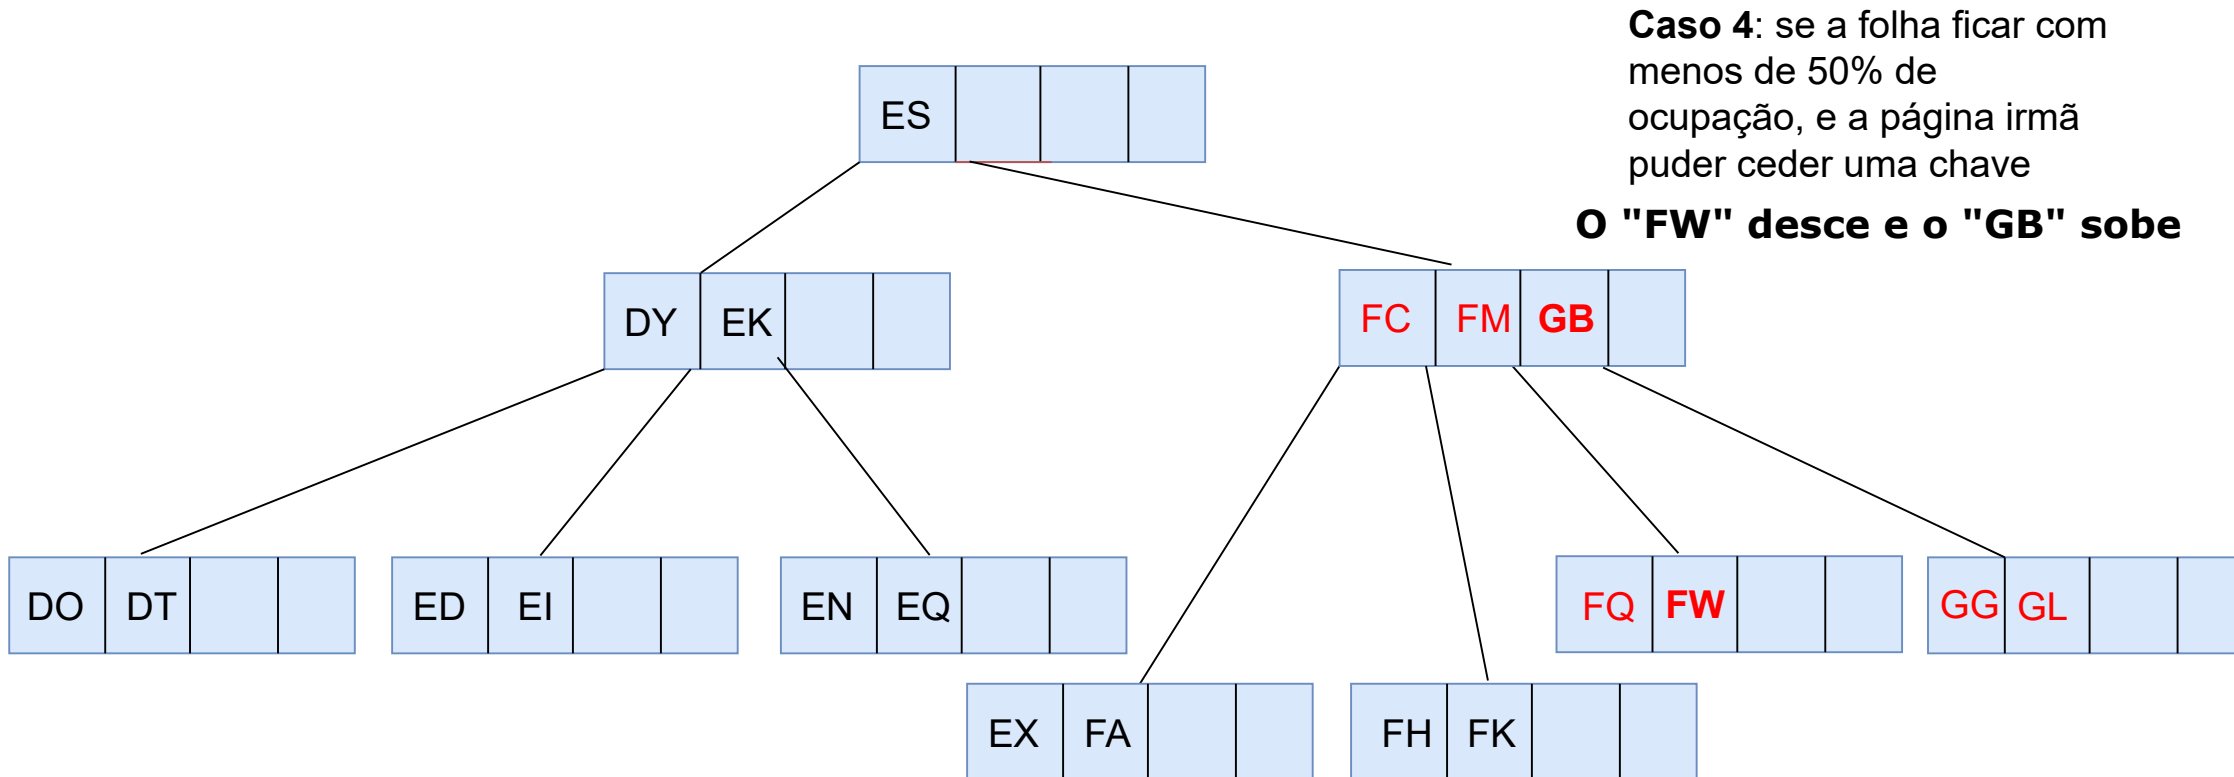 Caso 4: se a folha ficar com
menos de 50% de
ocupação, e a página irmã
puder ceder uma chave
O "FW" desce e o "GB" sobe
ES
DY EK
FC FM GB
DO DT
ED EI
EN EQ
FQ FW
GG GL
EX FA
FH FK